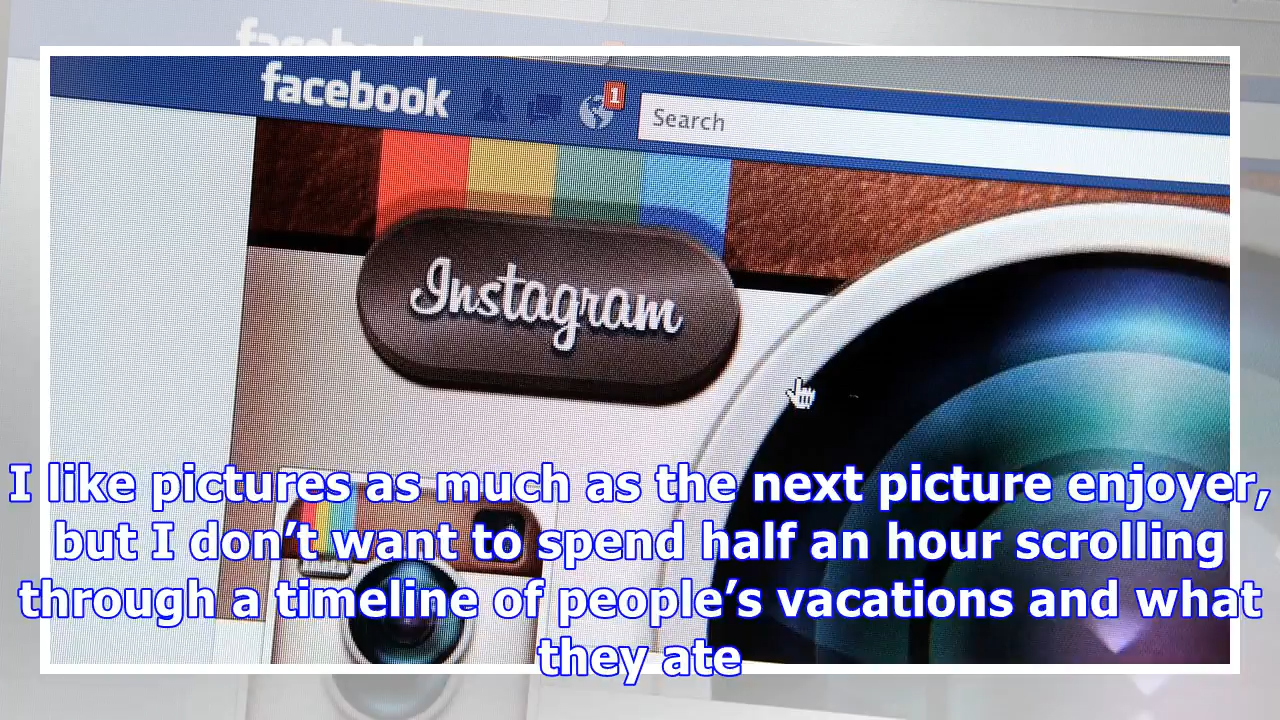 facebook
facebook
1
Search
Instagram
I like pictures as much as the next picture enjoyer,
but I don’t want to spend half an hour scrolling
through a timeline of people’s vacations and what
they ate